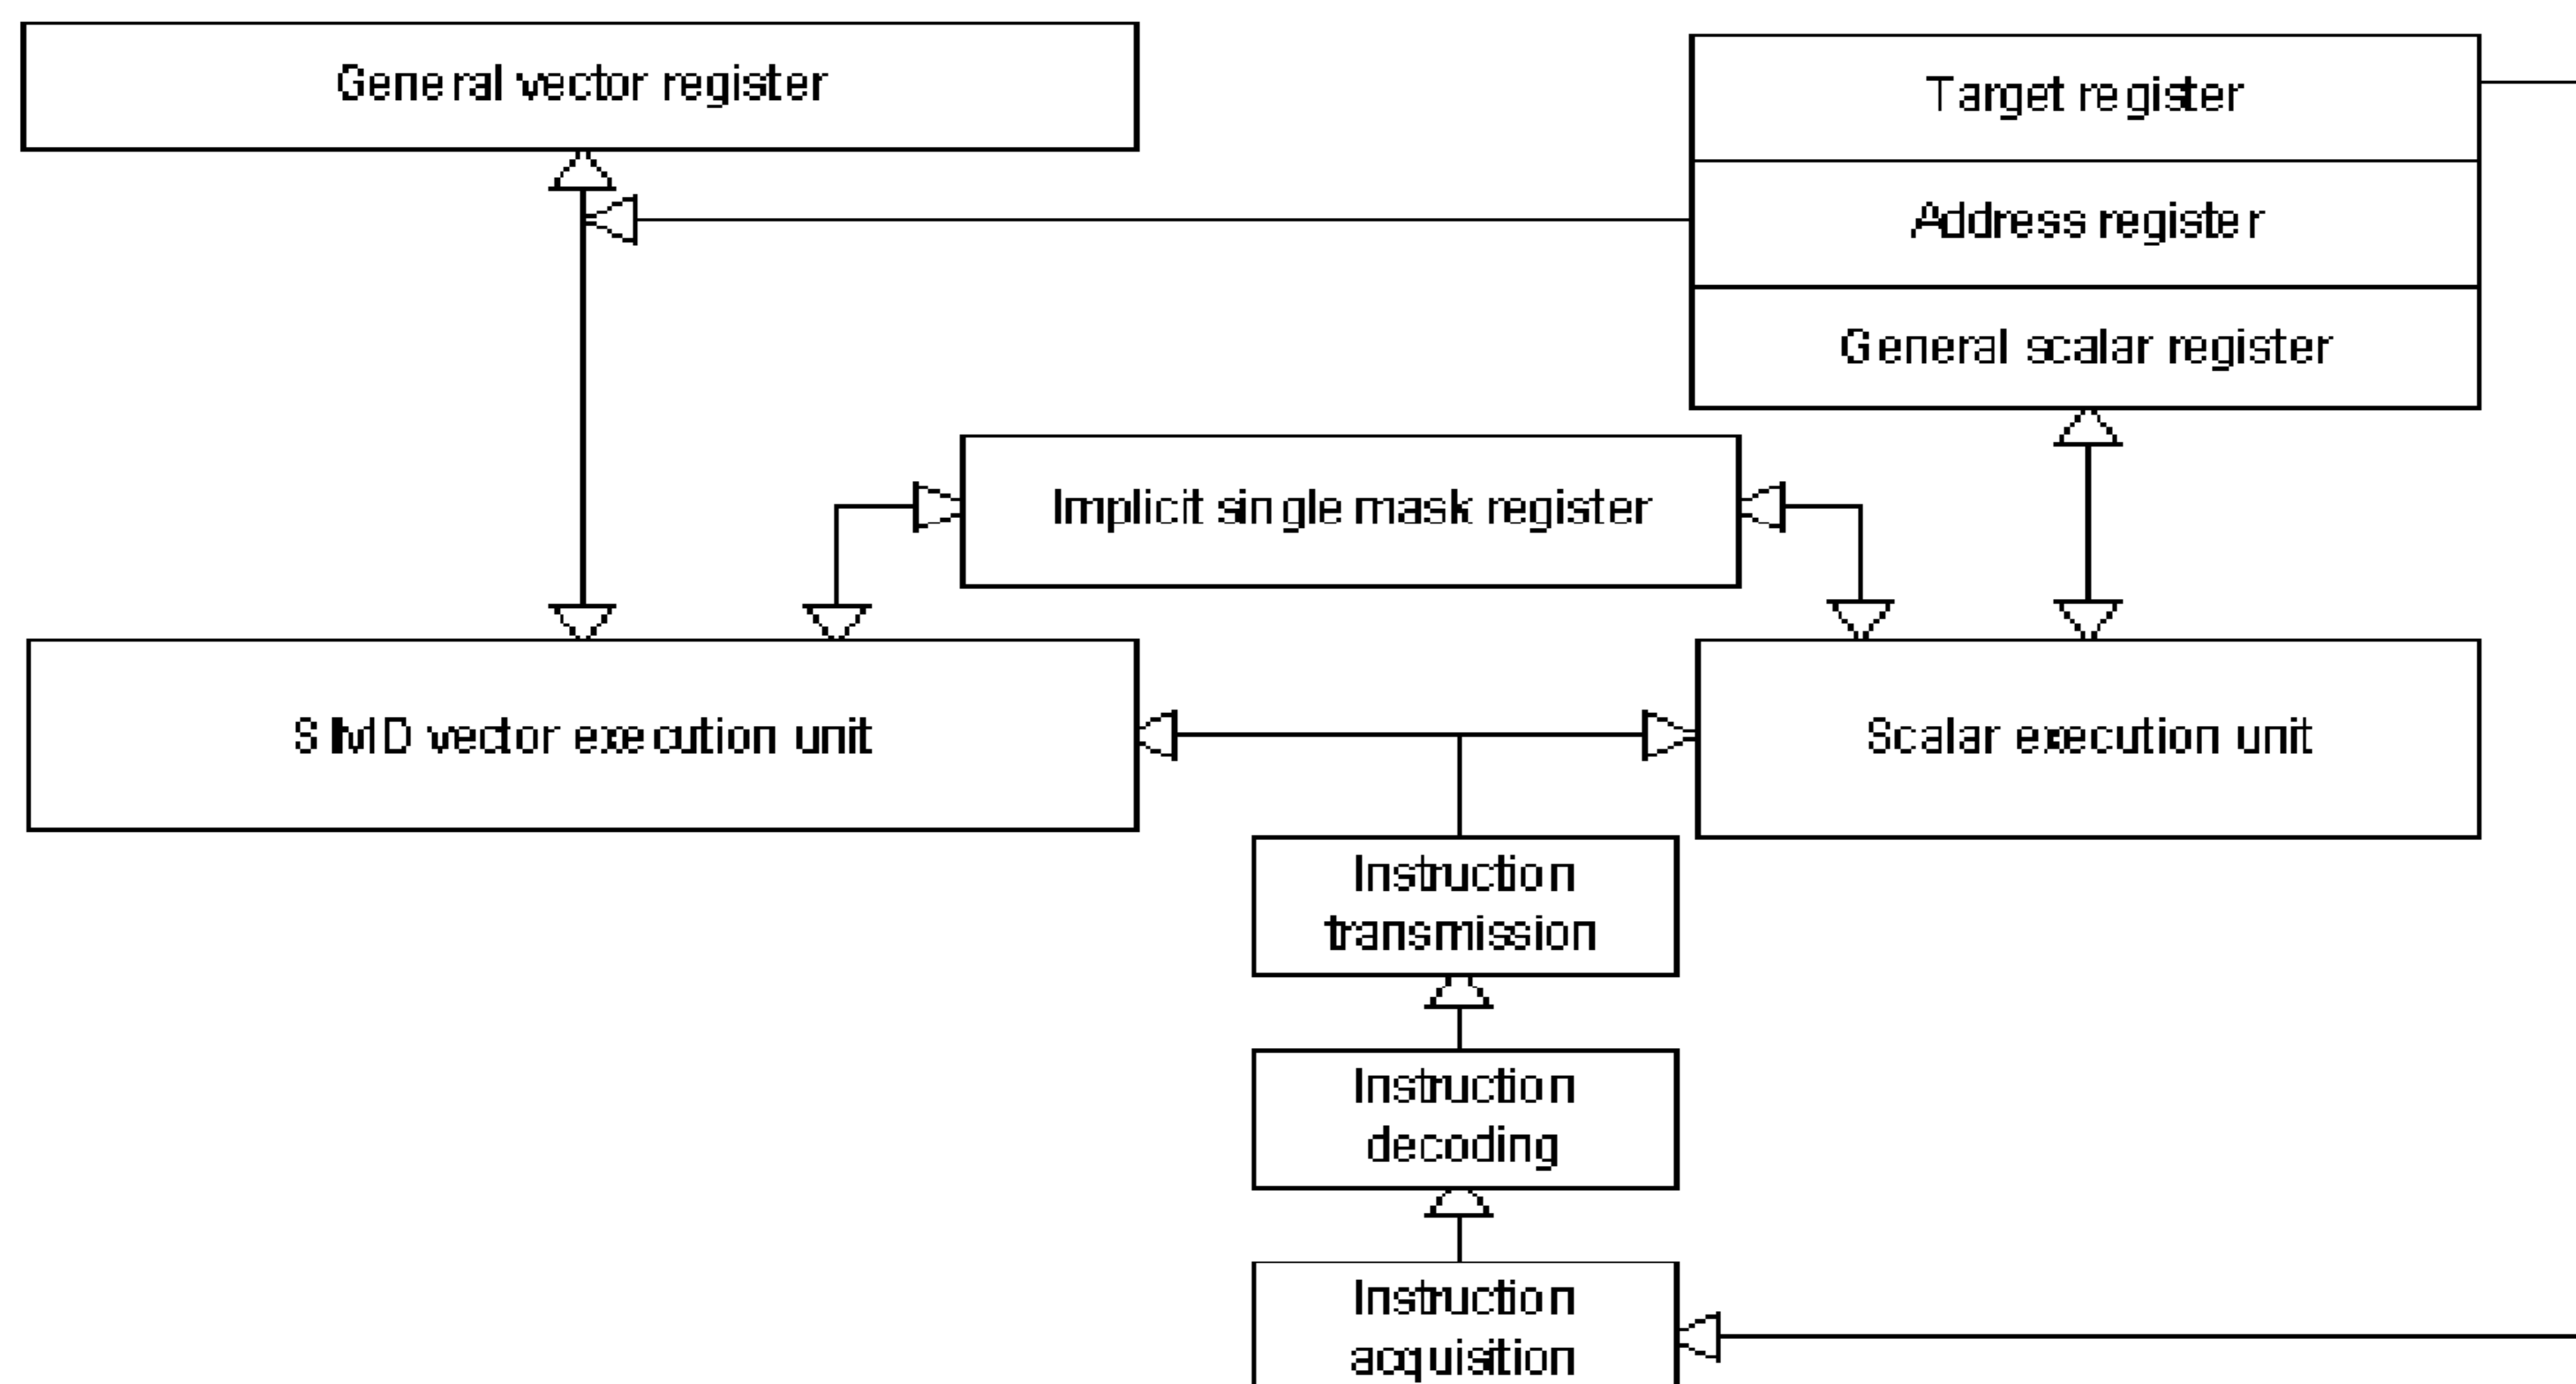 General vector register
Target register
Address register
General scalar register
Implicit single mask register
SIMD vector execution unit
Scalar execution unit
Instruction
transmission
Instruction
decoding
Instruction
acquisition